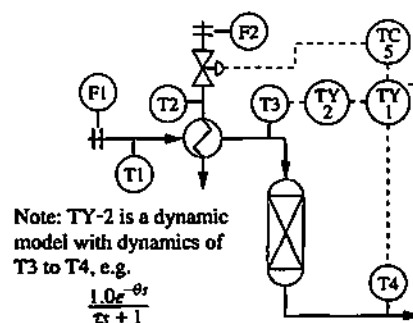 F2
TC
5
F1
T2
T3
TY
2
TY
1
T1
Note: TY-2 is a dynamic
model with dynamics of
T3 to T4, e.g.
1.0e^-θs
τs + 1
T4